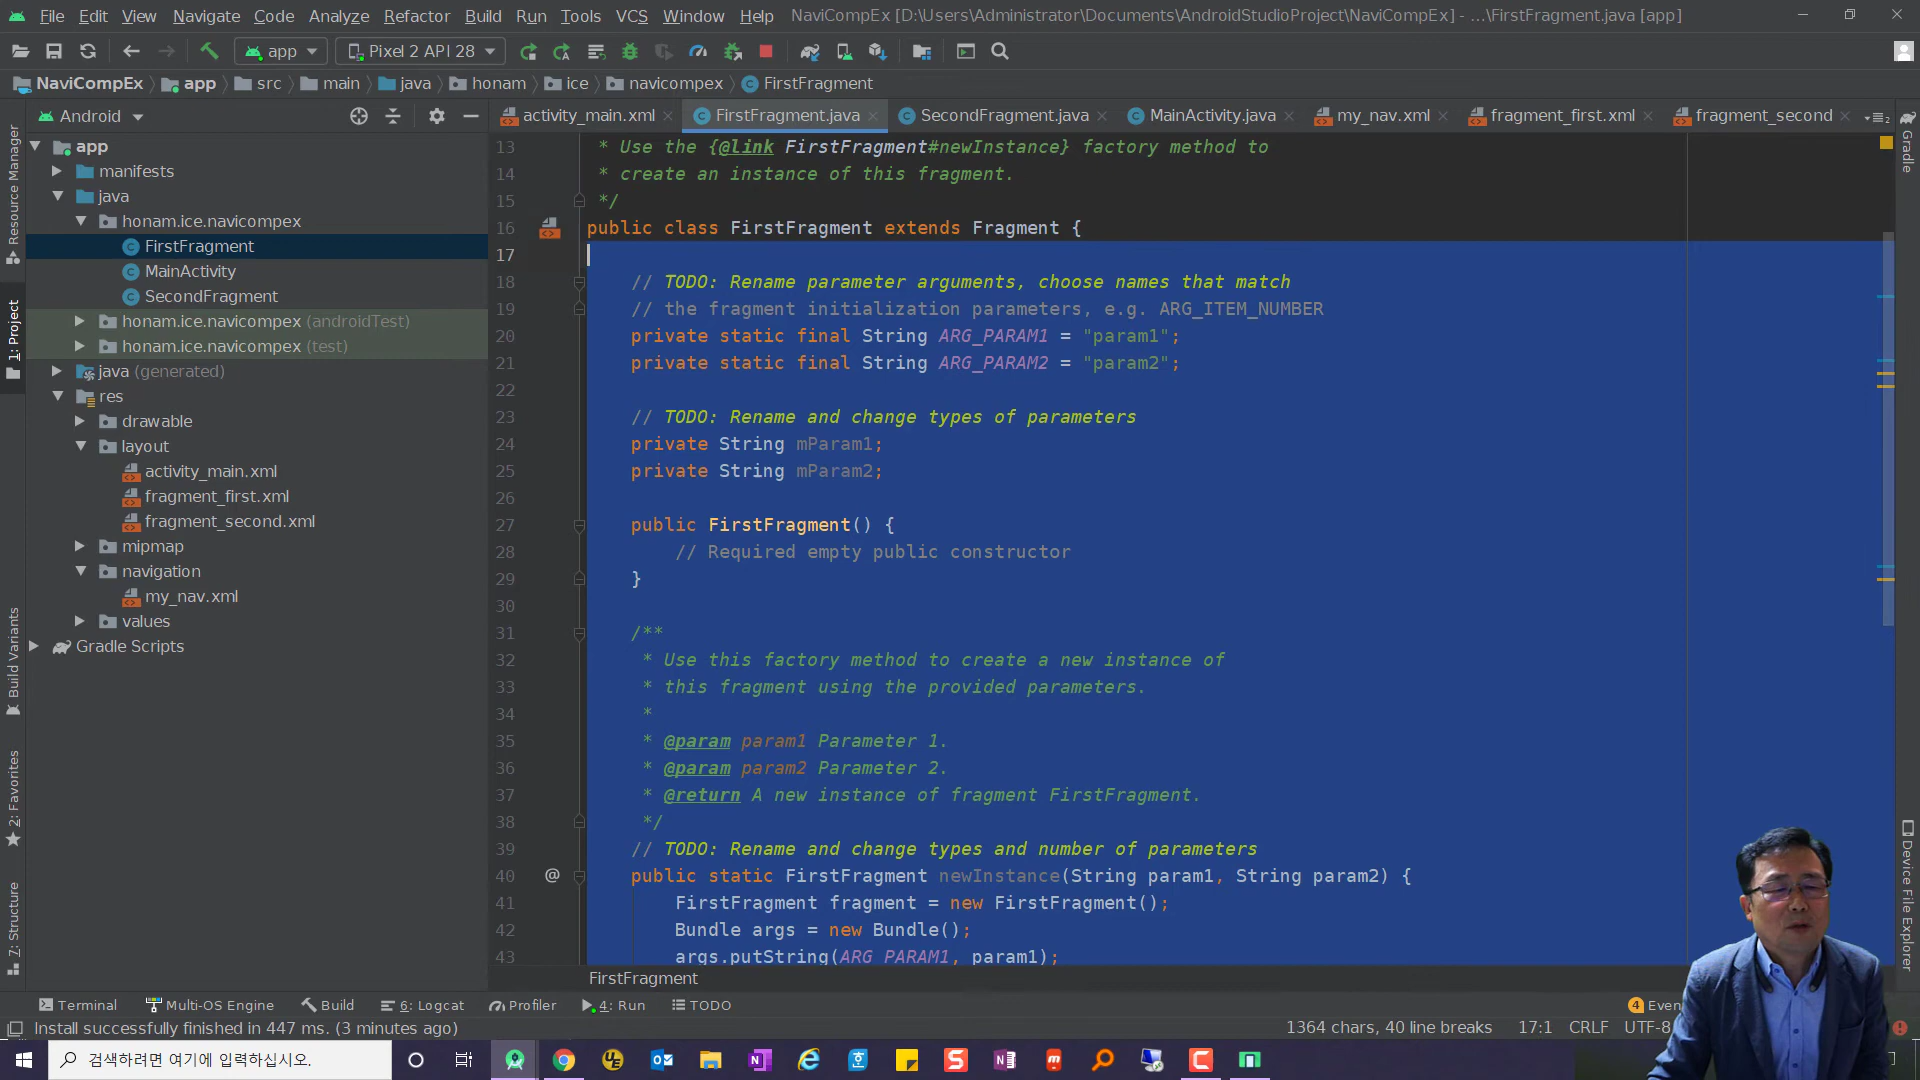 File Edit View Navigate Code Analyze Refactor Build Run Tools VCS Window Help NaviCompEx [D:\Users\Administrator\Documents\AndroidStudioProject\NaviCompEx] - ...\FirstFragment.java [app]
app Pixel 2 API 28
NaviCompEx app src main java honam ice navicompex FirstFragment
Android activity_main.xml FirstFragment.java SecondFragment.java MainActivity.java my_nav.xml fragment_first.xml fragment_second
app
manifests
java
honam.ice.navicompex
FirstFragment
MainActivity
SecondFragment
honam.ice.navicompex (androidTest)
honam.ice.navicompex (test)
java (generated)
res
drawable
layout
activity_main.xml
fragment_first.xml
fragment_second.xml
mipmap
navigation
my_nav.xml
values
Gradle Scripts
Resource Manager
1: Project
Build Variants
2: Favorites
7: Structure
13 * Use the {@link FirstFragment#newInstance} factory method to
14 * create an instance of this fragment.
15 */
16 public class FirstFragment extends Fragment {
17
18 // TODO: Rename parameter arguments, choose names that match
19 // the fragment initialization parameters, e.g. ARG_ITEM_NUMBER
20 private static final String ARG_PARAM1 = "param1";
21 private static final String ARG_PARAM2 = "param2";
22
23 // TODO: Rename and change types of parameters
24 private String mParam1;
25 private String mParam2;
26
27 public FirstFragment() {
28 // Required empty public constructor
29 }
30
31 /**
32 * Use this factory method to create a new instance of
33 * this fragment using the provided parameters.
34 *
35 * @param param1 Parameter 1.
36 * @param param2 Parameter 2.
37 * @return A new instance of fragment FirstFragment.
38 */
39 // TODO: Rename and change types and number of parameters
40 @ public static FirstFragment newInstance(String param1, String param2) {
41 FirstFragment fragment = new FirstFragment();
42 Bundle args = new Bundle();
43 args.putString(ARG_PARAM1, param1);
FirstFragment
Gradle
Device File Explorer
Terminal Multi-OS Engine Build 6: Logcat Profiler 4: Run TODO 4 Even
Install successfully finished in 447 ms. (3 minutes ago) 1364 chars, 40 line breaks 17:1 CRLF UTF-8
검색하려면 여기에 입력하십시오.